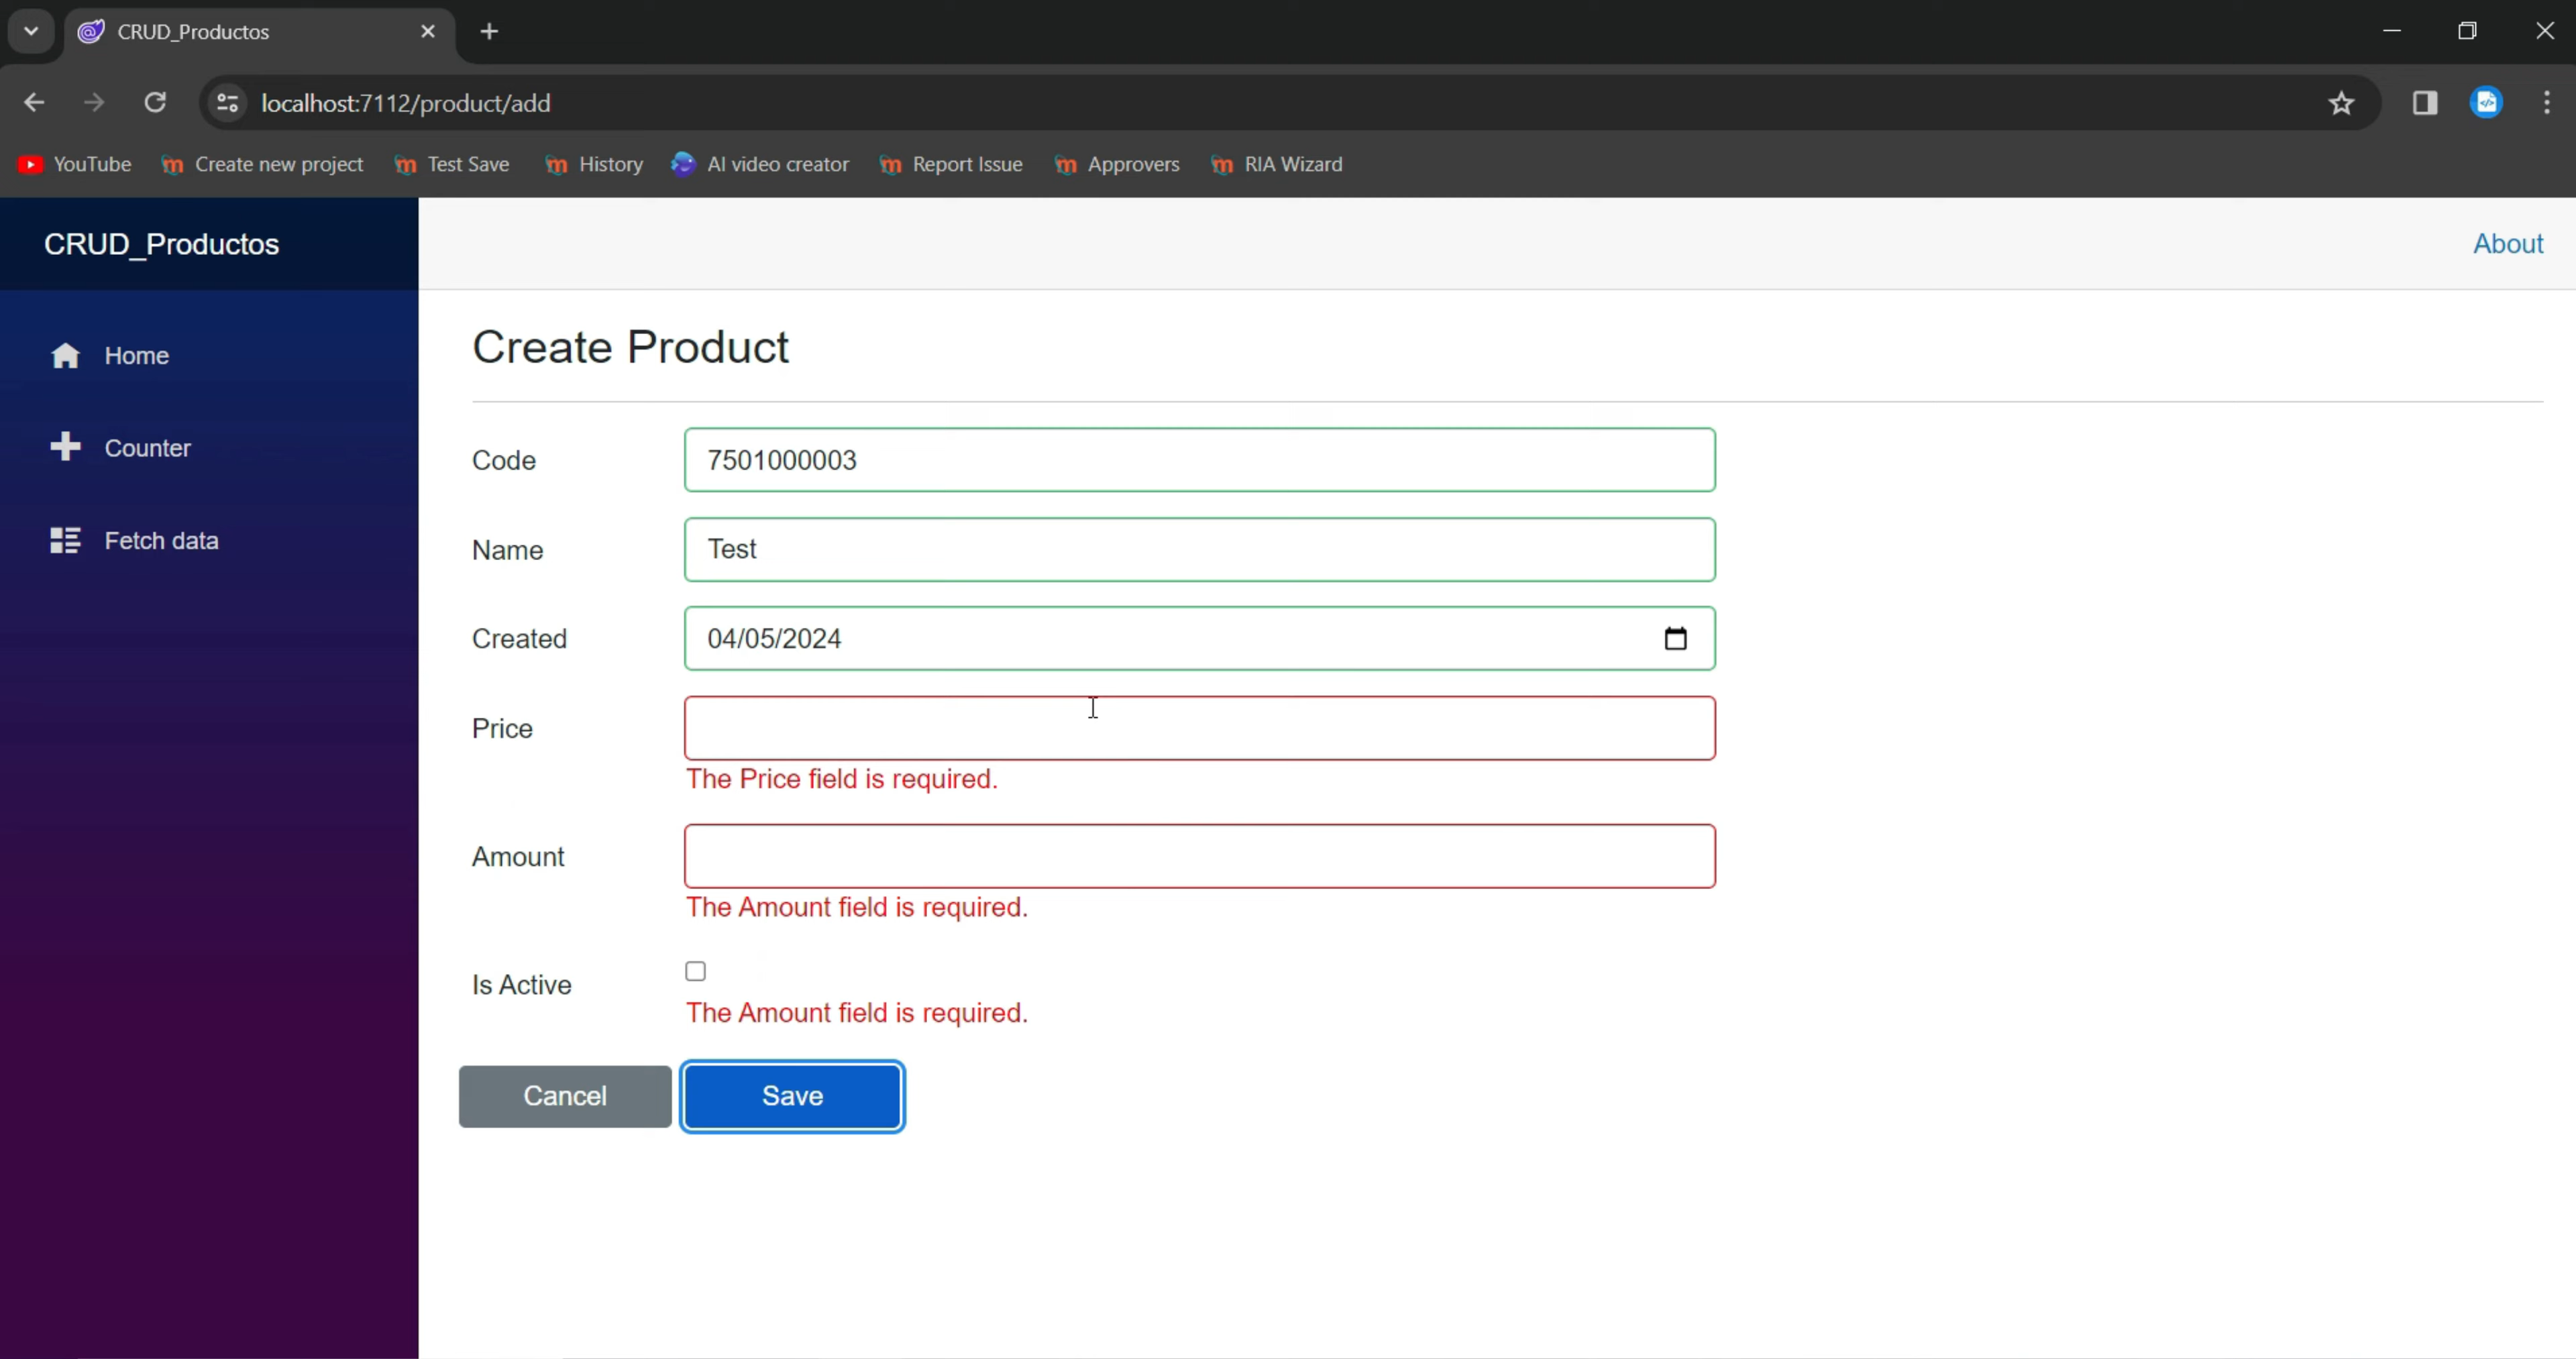 CRUD_Productos
localhost:7112/product/add
YouTube Create new project Test Save History AI video creator Report Issue Approvers RIA Wizard
CRUD_Productos
About
Home
Counter
Fetch data
Create Product
Code 7501000003
Name Test
Created 04/05/2024
Price
The Price field is required.
Amount
The Amount field is required.
Is Active
The Amount field is required.
Cancel Save